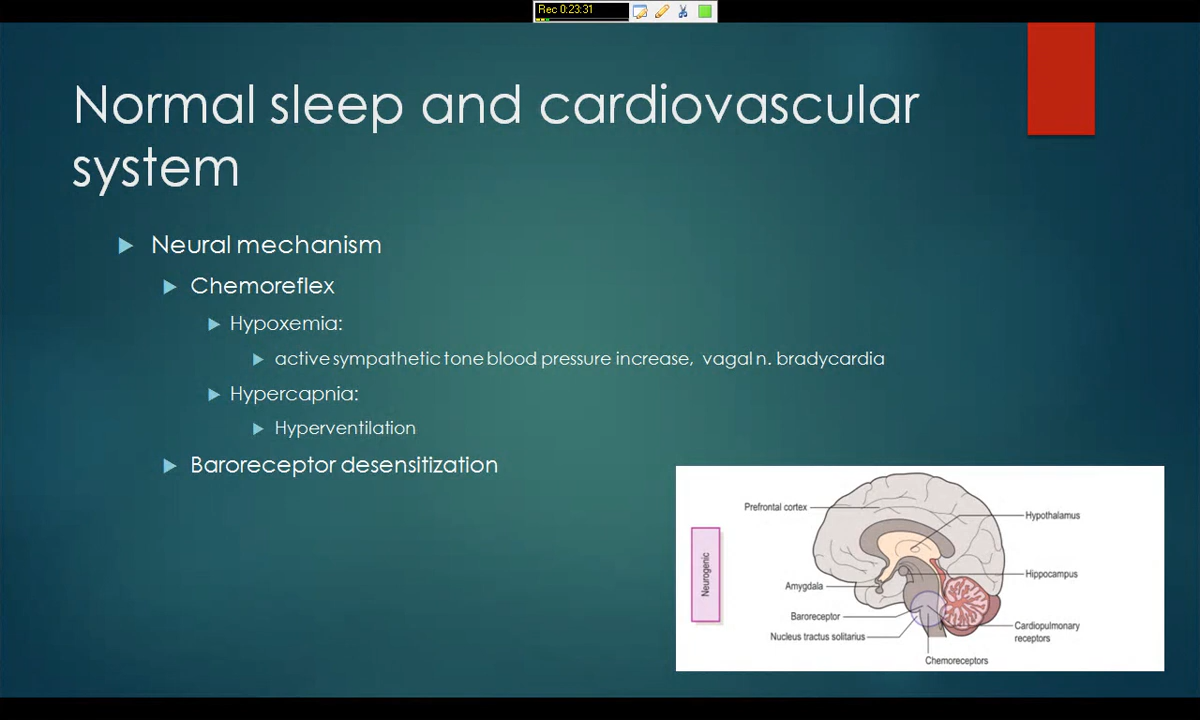 Rec 0:23:31
Normal sleep and cardiovascular
system
Neural mechanism
Chemoreflex
Hypoxemia:
active sympathetic tone blood pressure increase, vagal n. bradycardia
Hypercapnia:
Hyperventilation
Baroreceptor desensitization
Neurogenic
Prefrontal cortex
Hypothalamus
Hippocampus
Amygdala
Baroreceptor
Nucleus tractus solitarius
Cardiopulmonary
receptors
Chemoreceptors